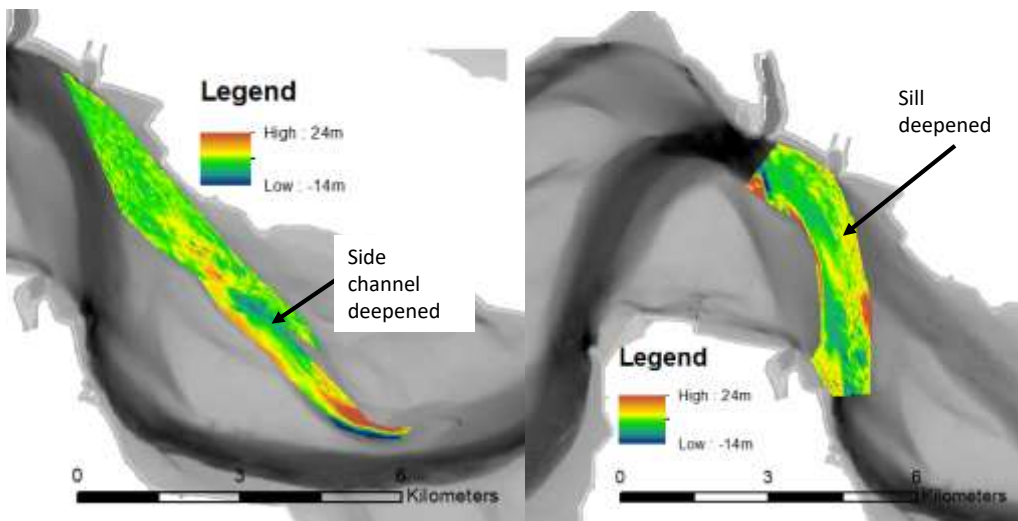 Legend
High : 24m
Low : -14m
Side
channel
deepened
0
3
6
Kilometers
Sill
deepened
Legend
High : 24m
Low : -14m
0
3
6
Kilometers